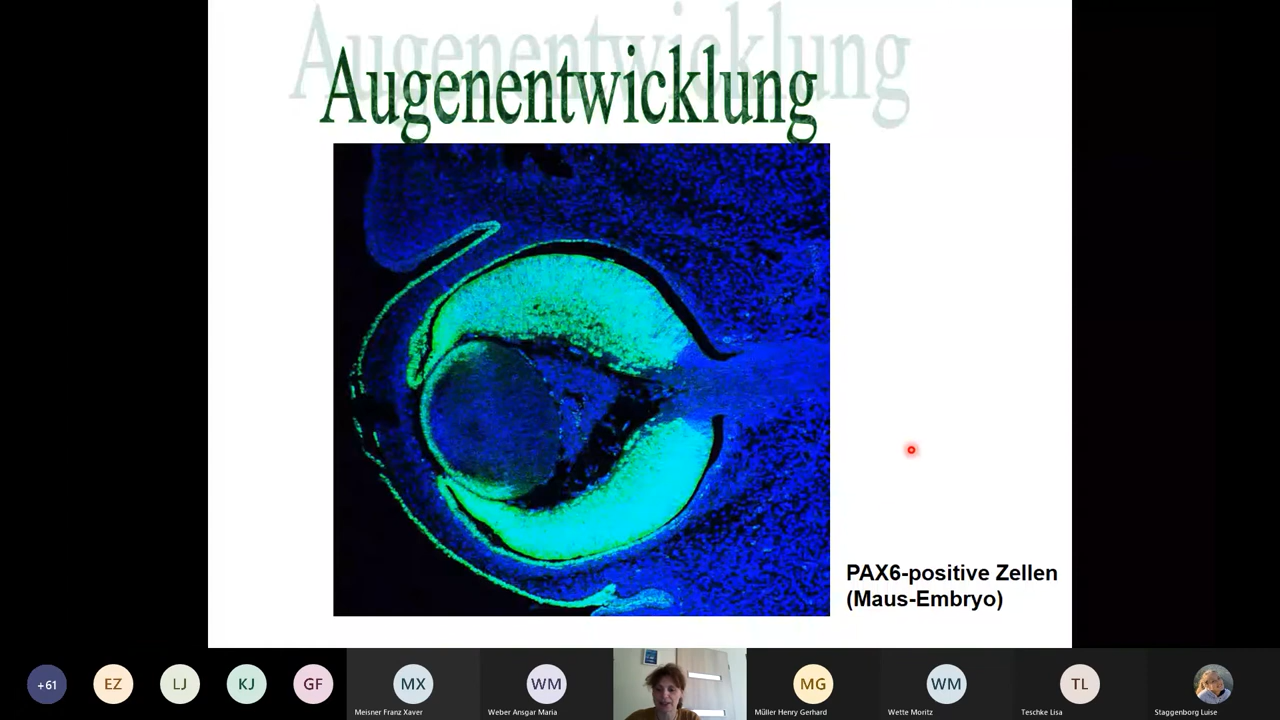 Augenentwicklung
PAX6-positive Zellen
(Maus-Embryo)
+61
EZ
LJ
KJ
GF
MX
Meisner Franz Xaver
WM
Weber Ansgar Maria
MG
Müller Henry Gerhard
WM
Wette Moritz
TL
Teschke Lisa
Staggenborg Luise